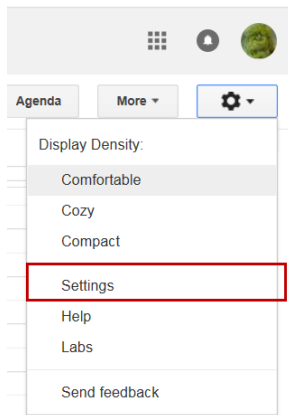 Agenda More
Display Density:
Comfortable
Cozy
Compact
Settings
Help
Labs
Send feedback